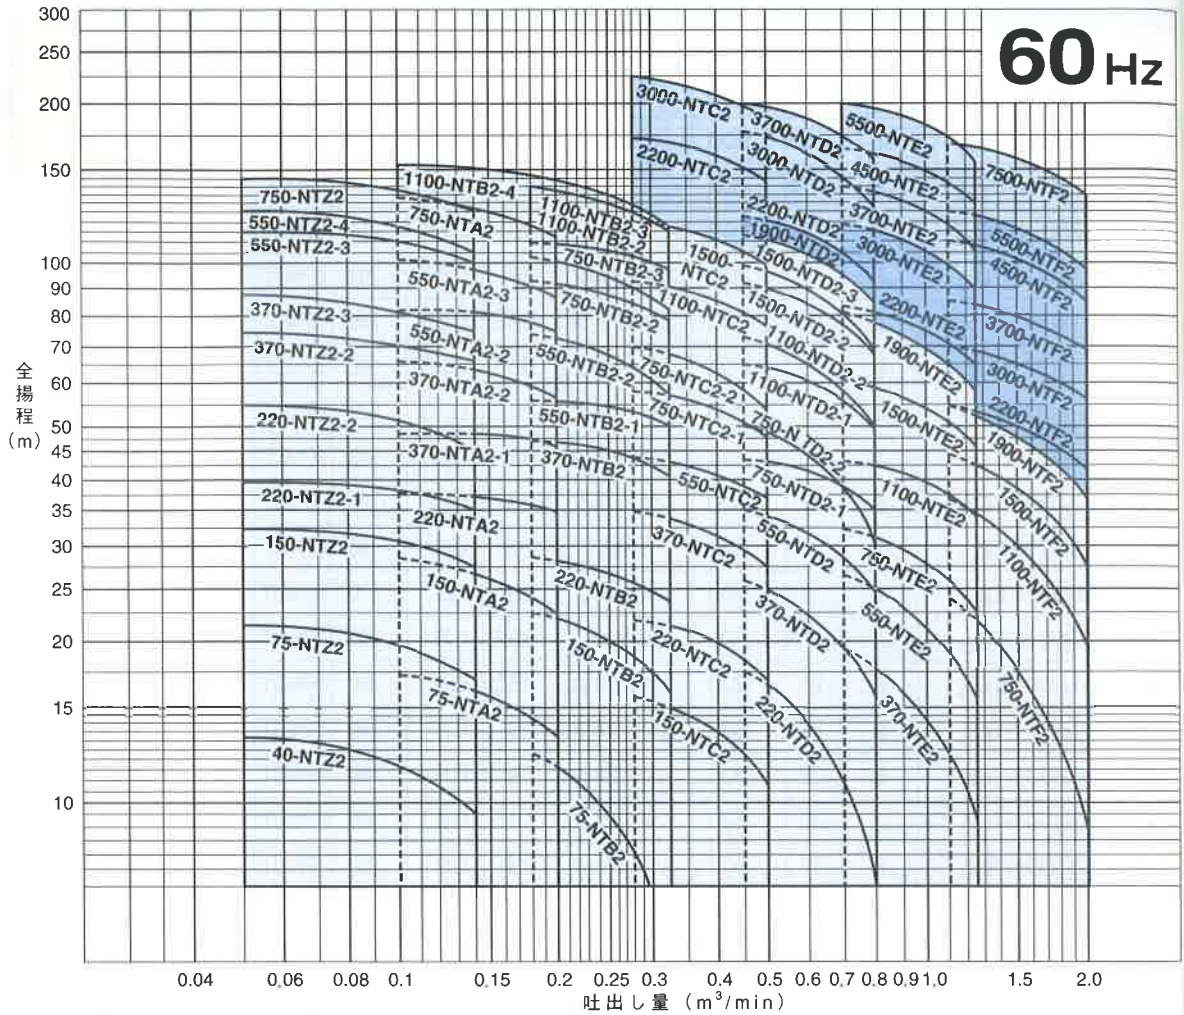 60Hz
300
250
200
150
100
90
80
70
60
50
45
40
35
30
25
20
15
10
全揚程
(m)
750-NTZ2
550-NTZ2-4
550-NTZ2-3
370-NTZ2-3
370-NTZ2-2
220-NTZ2-2
220-NTZ2-1
150-NTZ2
75-NTZ2
40-NTZ2
1100-NTB2-4
750-NTA2
550-NTA2-3
550-NTA2-2
370-NTA2-2
370-NTA2-1
220-NTA2
150-NTA2
75-NTA2
1100-NTB2-3
1100-NTB2-2
750-NTB2-3
750-NTB2-2
550-NTB2-2
550-NTB2-1
370-NTB2
220-NTB2
150-NTB2
75-NTB2
3000-NTC2
2200-NTC2
1500-NTC2
1100-NTC2
750-NTC2-2
750-NTC2-1
550-NTC2
370-NTC2
220-NTC2
150-NTC2
3700-NTD2
3000-NTD2
2200-NTD2
1900-NTD2
1500-NTD2-3
1500-NTD2-2
1100-NTD2-2
1100-NTD2-1
750-NTD2-2
750-NTD2-1
550-NTD2
370-NTD2
220-NTD2
5500-NTE2
4500-NTE2
3700-NTE2
3000-NTE2
2200-NTE2
1900-NTE2
1500-NTE2
1100-NTE2
750-NTE2
550-NTE2
370-NTE2
7500-NTF2
5500-NTF2
4500-NTF2
3700-NTF2
3000-NTF2
2200-NTF2
1900-NTF2
1500-NTF2
1100-NTF2
750-NTF2
0.04 0.06 0.08 0.1 0.15 0.2 0.25 0.3 0.4 0.5 0.6 0.7 0.8 0.9 1.0 1.5 2.0
吐出し量 (m³/min)